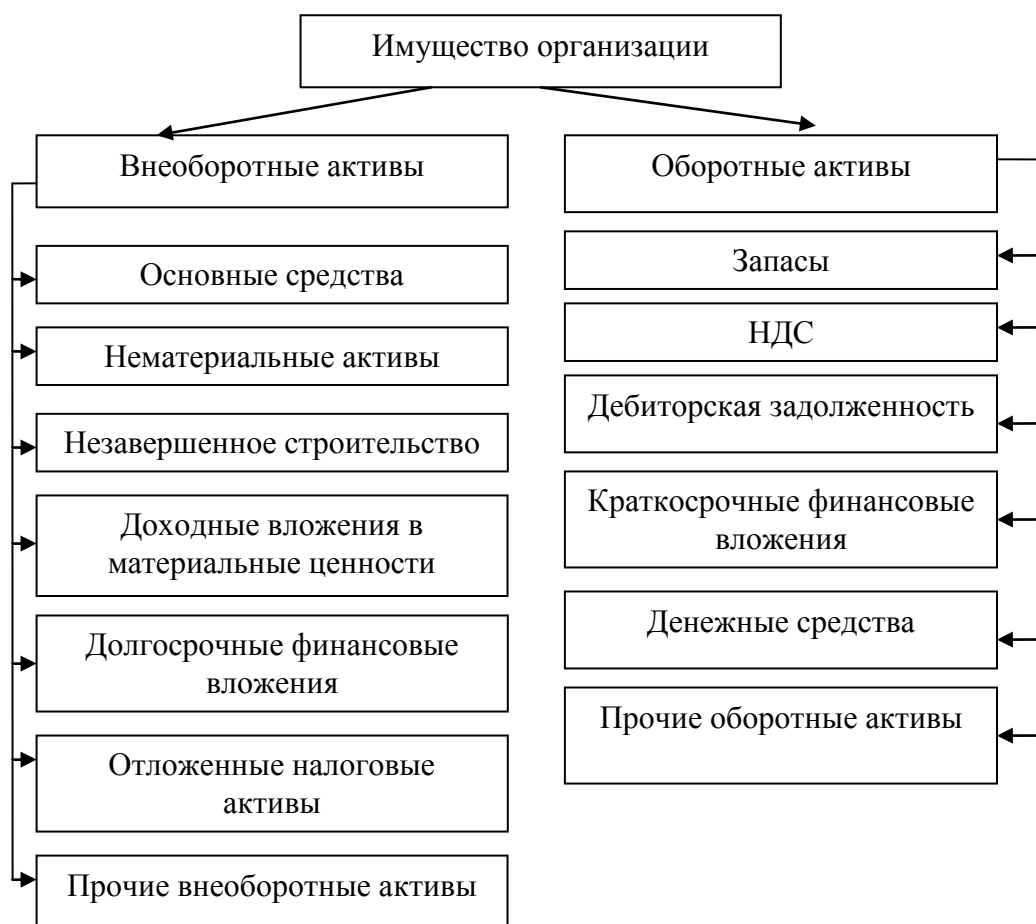 Имущество организации
Внеоборотные активы
Основные средства
Нематериальные активы
Незавершенное строительство
Доходные вложения в
материальные ценности
Долгосрочные финансовые
вложения
Отложенные налоговые
активы
Прочие внеоборотные активы
Оборотные активы
Запасы
НДС
Дебиторская задолженность
Краткосрочные финансовые
вложения
Денежные средства
Прочие оборотные активы